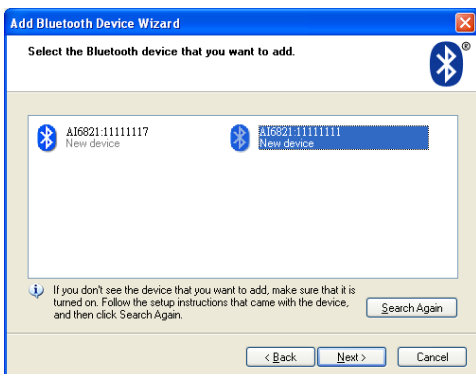 Add Bluetooth Device Wizard
Select the Bluetooth device that you want to add.
®
AI6821:11111117
New device
AI6821:11111111
New device
If you don't see the device that you want to add, make sure that it is
turned on. Follow the setup instructions that came with the device,
and then click Search Again.
Search Again
< Back
Next >
Cancel